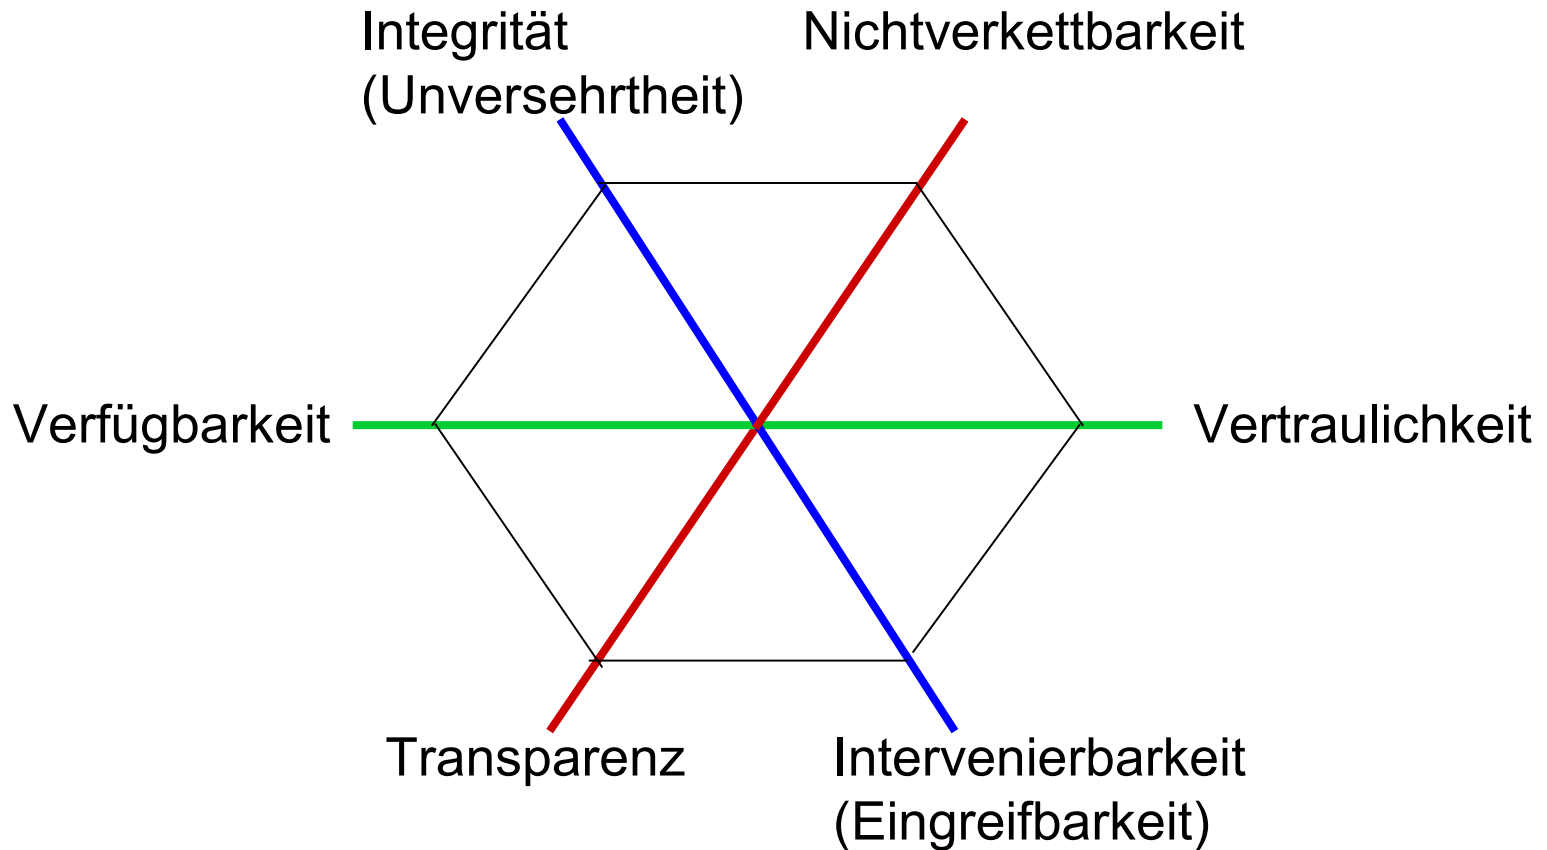 Integrität
(Unversehrtheit)
Nichtverkettbarkeit
Verfügbarkeit
Vertraulichkeit
Transparenz
Intervenierbarkeit
(Eingreifbarkeit)